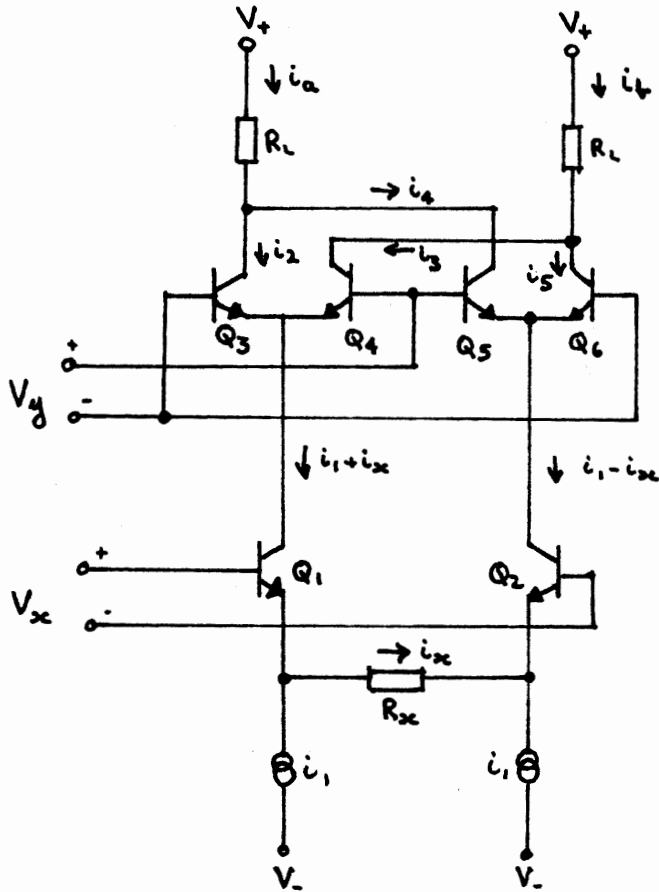 V+ V+
↓ ia ↓ ib
RL RL
→ i4
↓ i2 ← i3 ↓ i5
Q3 Q4 Q5 Q6
+
Vy
-
↓ i1+ix ↓ i1-ix
+
Q1 Q2
Vx
-
→ ix
Rx
i1 i1
V- V-